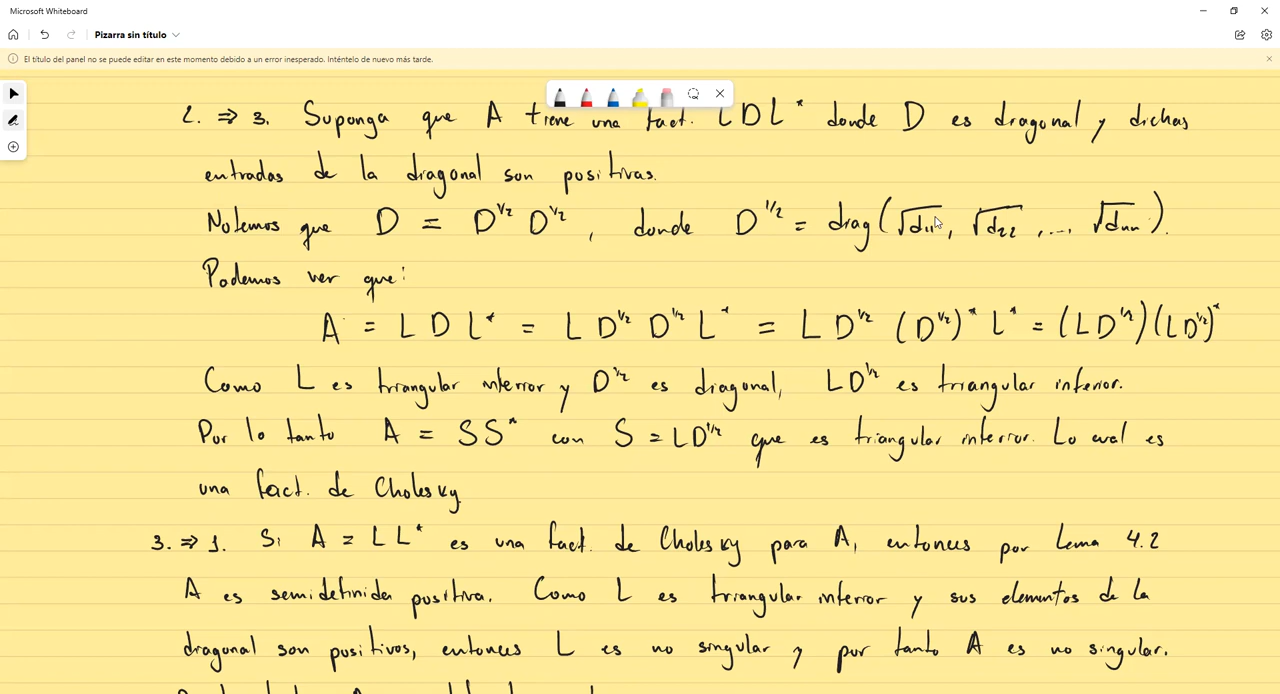 Microsoft Whiteboard
Pizarra sin título
El título del panel no se puede editar en este momento debido a un error inesperado. Inténtelo de nuevo más tarde.
2. ⇒ 3. Suponga que A tiene una fact. LDL* donde D es diagonal y dichas
entradas de la diagonal son positivas.
Notemos que D = D^{1/2} D^{1/2}, donde D^{1/2} = diag(√d₁₁, √d₂₂, ..., √dₙₙ).
Podemos ver que:
A = L D L* = L D^{1/2} D^{1/2} L* = L D^{1/2} (D^{1/2})* L* = (L D^{1/2})(L D^{1/2})*
Como L es triangular inferior y D^{1/2} es diagonal, LD^{1/2} es triangular inferior.
Por lo tanto A = SS* con S = LD^{1/2} que es triangular inferior. Lo cual es
una fact. de Cholesky
3. ⇒ 1. Si A = LL* es una fact. de Cholesky para A, entonces por Lema 4.2
A es semidefinida positiva. Como L es triangular inferior y sus elementos de la
diagonal son positivos, entonces L es no singular y por tanto A es no singular.